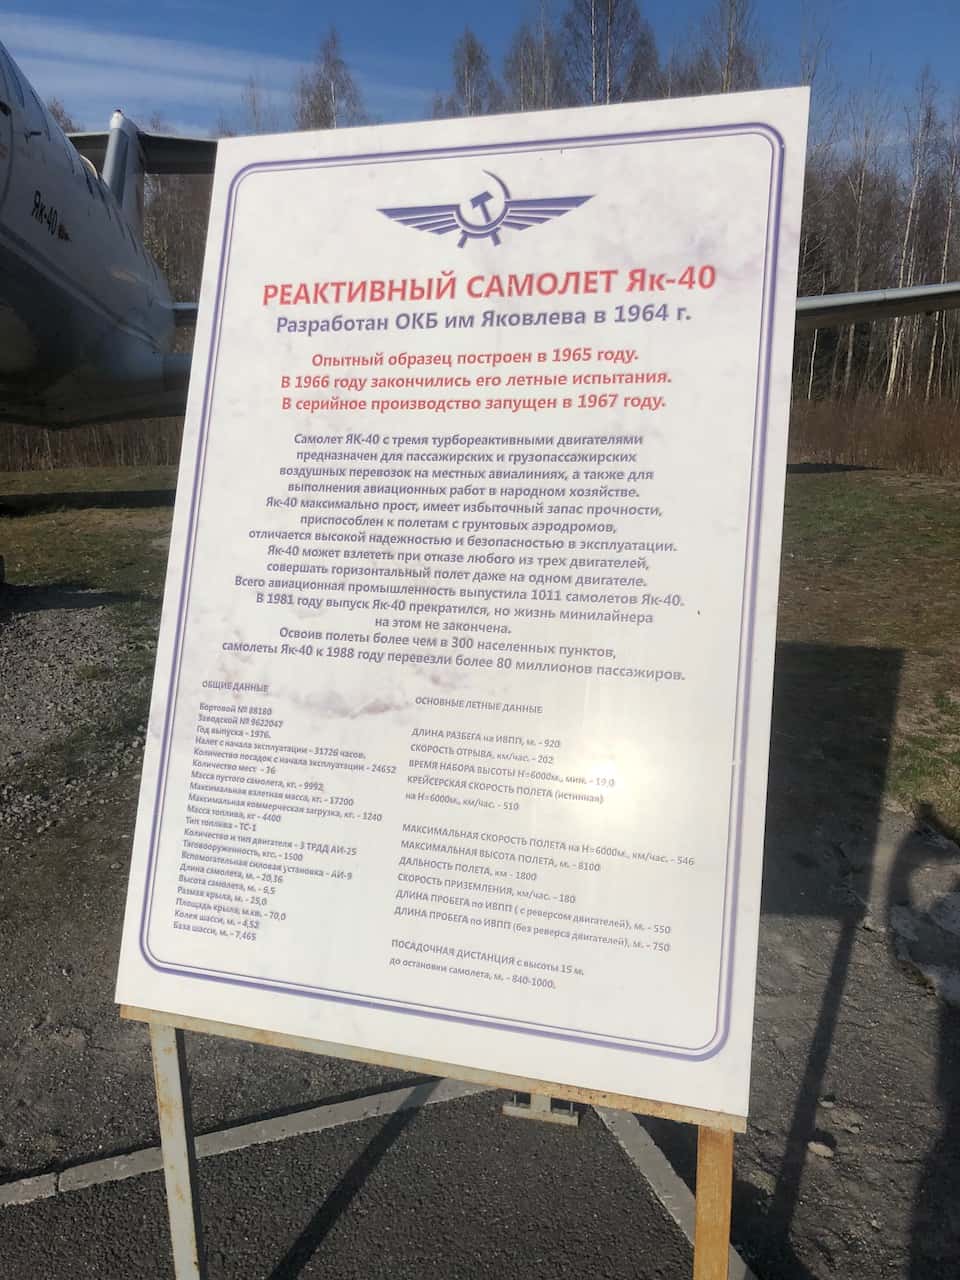 Як-40
РЕАКТИВНЫЙ САМОЛЕТ Як-40
Разработан ОКБ им Яковлева в 1964 г.
Опытный образец построен в 1965 году.
В 1966 году закончились его летные испытания.
В серийное производство запущен в 1967 году.
Самолет ЯК-40 с тремя турбореактивными двигателями
предназначен для пассажирских и грузопассажирских
воздушных перевозок на местных авиалиниях, а также для
выполнения авиационных работ в народном хозяйстве.
Як-40 максимально прост, имеет избыточный запас прочности,
приспособлен к полетам с грунтовых аэродромов,
отличается высокой надежностью и безопасностью в эксплуатации.
Як-40 может взлететь при отказе любого из трех двигателей,
совершать горизонтальный полет даже на одном двигателе.
Всего авиационная промышленность выпустила 1011 самолетов Як-40.
В 1981 году выпуск Як-40 прекратился, но жизнь минилайнера
на этом не закончена.
Освоив полеты более чем в 300 населенных пунктов,
самолеты Як-40 к 1988 году перевезли более 80 миллионов пассажиров.
ОБЩИЕ ДАННЫЕ
Бортовой № 88180
Заводской № 9622047
Год выпуска - 1976.
Налет с начала эксплуатации - 31726 часов.
Количество посадок с начала эксплуатации - 24652
Количество мест - 36
Масса пустого самолета, кг. - 9992
Максимальная взлетная масса, кг. - 17200
Максимальная коммерческая загрузка, кг. - 3240
Масса топлива, кг - 4400
Тип топлива - ТС-1
Количество и тип двигателя - 3 ТРДД АИ-25
Тяговооруженность, кгс. - 1500
Вспомогательная силовая установка - АИ-9
Длина самолета, м. - 20,36
Высота самолета, м. - 6,5
Размах крыла, м. - 25,0
Площадь крыла, м.кв. - 70,0
Колея шасси, м. - 4,52
База шасси, м. - 7,465
ОСНОВНЫЕ ЛЕТНЫЕ ДАННЫЕ
ДЛИНА РАЗБЕГА на ИВПП, м. - 920
СКОРОСТЬ ОТРЫВА, км/час. - 202
ВРЕМЯ НАБОРА ВЫСОТЫ Н=6000м., мин. - 19,0
КРЕЙСЕРСКАЯ СКОРОСТЬ ПОЛЕТА (истинная)
на Н=6000м., км/час. - 510
МАКСИМАЛЬНАЯ СКОРОСТЬ ПОЛЕТА на Н=6000м., км/час. - 546
МАКСИМАЛЬНАЯ ВЫСОТА ПОЛЕТА, м. - 8100
ДАЛЬНОСТЬ ПОЛЕТА, км - 1800
СКОРОСТЬ ПРИЗЕМЛЕНИЯ, км/час. - 180
ДЛИНА ПРОБЕГА по ИВПП ( с реверсом двигателей), м. - 550
ДЛИНА ПРОБЕГА по ИВПП (без реверса двигателей), м. - 750
ПОСАДОЧНАЯ ДИСТАНЦИЯ с высоты 15 м.
до остановки самолета, м. - 840-1000.